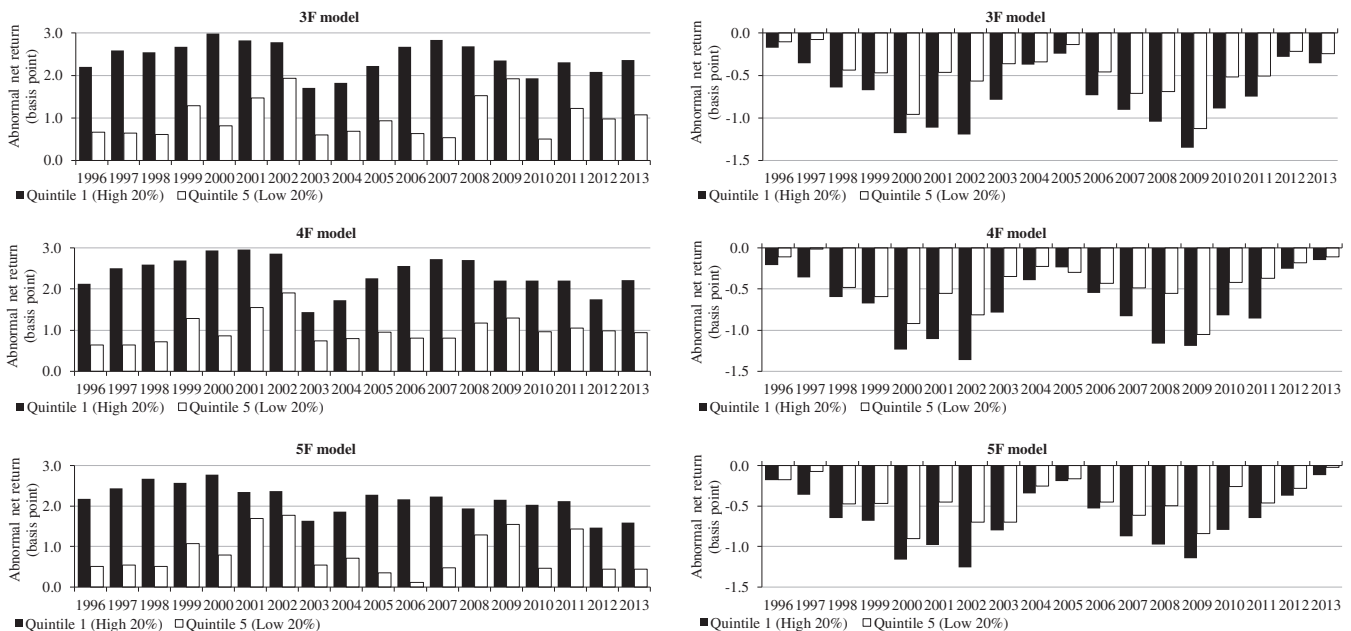 3F model
Abnormal net return
(basis point)
3.0
2.0
1.0
0.0
1996 1997 1998 1999 2000 2001 2002 2003 2004 2005 2006 2007 2008 2009 2010 2011 2012 2013
Quintile 1 (High 20%) Quintile 5 (Low 20%)
3F model
Abnormal net return
(basis point)
0.0
-0.5
-1.0
-1.5
1996 1997 1998 1999 2000 2001 2002 2003 2004 2005 2006 2007 2008 2009 2010 2011 2012 2013
Quintile 1 (High 20%) Quintile 5 (Low 20%)
4F model
Abnormal net return
(basis point)
3.0
2.0
1.0
0.0
1996 1997 1998 1999 2000 2001 2002 2003 2004 2005 2006 2007 2008 2009 2010 2011 2012 2013
Quintile 1 (High 20%) Quintile 5 (Low 20%)
4F model
Abnormal net return
(basis point)
0.0
-0.5
-1.0
-1.5
1996 1997 1998 1999 2000 2001 2002 2003 2004 2005 2006 2007 2008 2009 2010 2011 2012 2013
Quintile 1 (High 20%) Quintile 5 (Low 20%)
5F model
Abnormal net return
(basis point)
3.0
2.0
1.0
0.0
1996 1997 1998 1999 2000 2001 2002 2003 2004 2005 2006 2007 2008 2009 2010 2011 2012 2013
Quintile 1 (High 20%) Quintile 5 (Low 20%)
5F model
Abnormal net return
(basis point)
0.0
-0.5
-1.0
-1.5
1996 1997 1998 1999 2000 2001 2002 2003 2004 2005 2006 2007 2008 2009 2010 2011 2012 2013
Quintile 1 (High 20%) Quintile 5 (Low 20%)